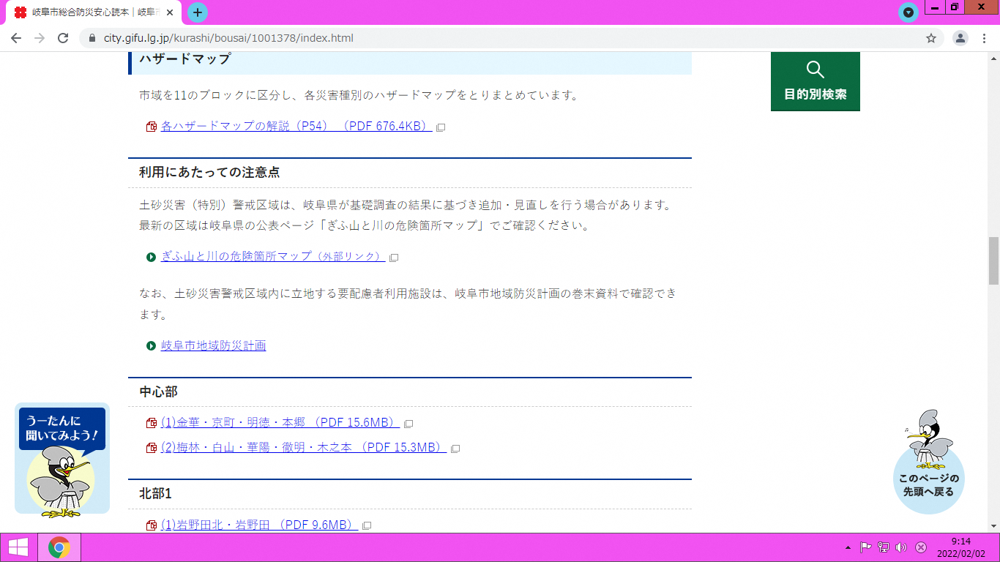 岐阜市総合防災安心読本｜岐阜市
city.gifu.lg.jp/kurashi/bousai/1001378/index.html
ハザードマップ
目的別検索
市域を11のブロックに区分し、各災害種別のハザードマップをとりまとめています。
各ハザードマップの解説（P54） （PDF 676.4KB）
利用にあたっての注意点
土砂災害（特別）警戒区域は、岐阜県が基礎調査の結果に基づき追加・見直しを行う場合があります。
最新の区域は岐阜県の公表ページ「ぎふ山と川の危険箇所マップ」でご確認ください。
ぎふ山と川の危険箇所マップ（外部リンク）
なお、土砂災害警戒区域内に立地する要配慮者利用施設は、岐阜市地域防災計画の巻末資料で確認でき
ます。
岐阜市地域防災計画
中心部
(1)金華・京町・明徳・本郷 （PDF 15.6MB）
(2)梅林・白山・華陽・徹明・木之本 （PDF 15.3MB）
北部1
(1)岩野田北・岩野田 （PDF 9.6MB）
うーたんに
聞いてみよう！
このページの
先頭へ戻る
9:14
2022/02/02